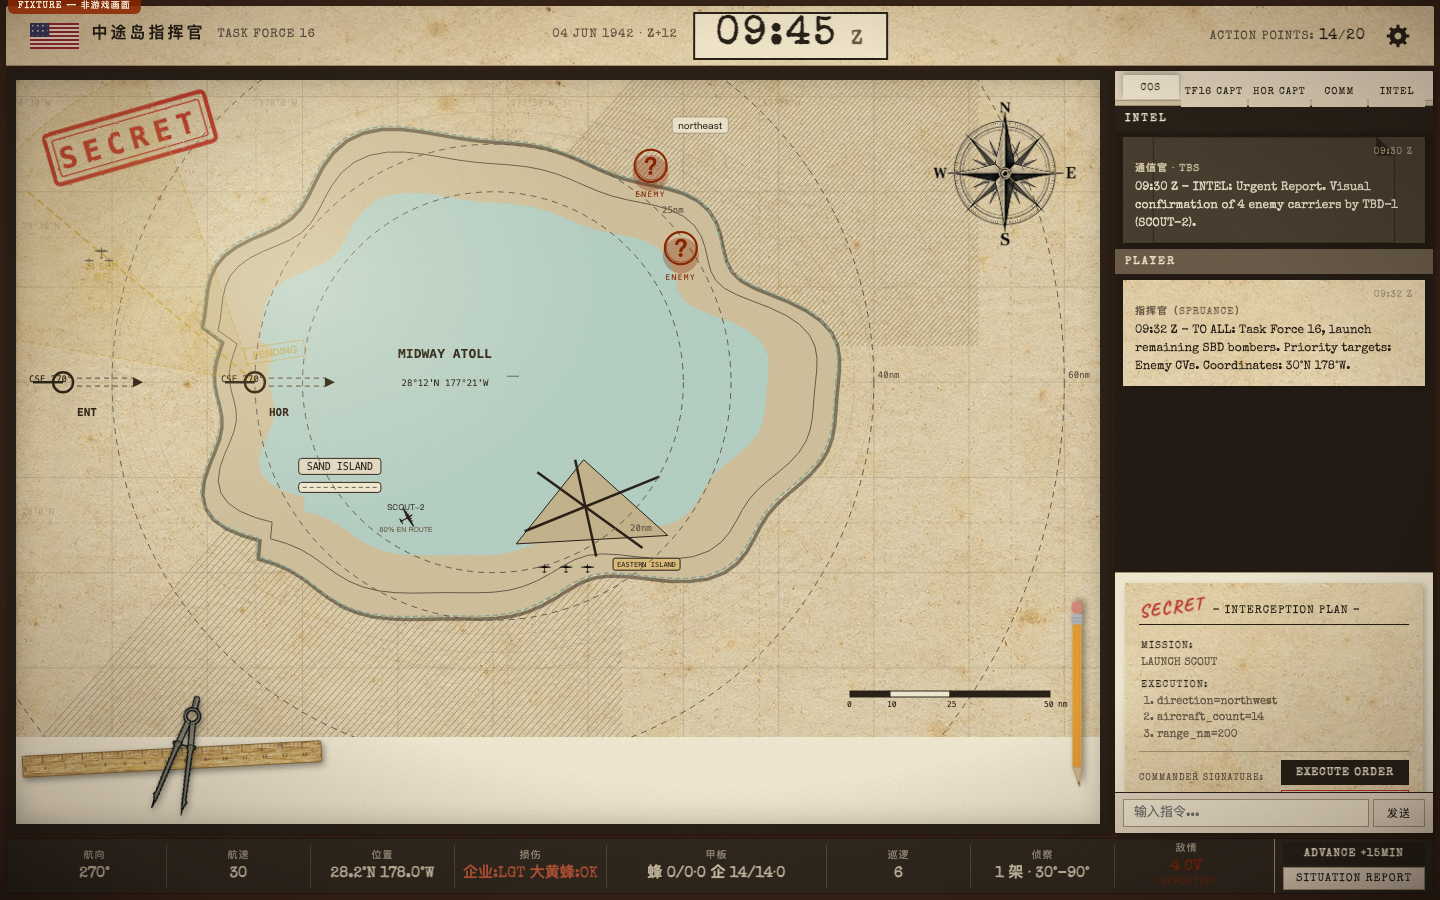 FIXTURE — 非游戏画面
中途岛指挥官 TASK FORCE 16
04 JUN 1942 · Z+12
09:45 Z
ACTION POINTS: 14/20
SECRET
northeast
N
W
E
S
?
ENEMY
25nm
?
ENEMY
PENDING
MIDWAY ATOLL
28°12'N 177°21'W
40nm
60nm
CSE 270°
ENT
CSE 270°
HOR
SAND ISLAND
SCOUT-2
80% EN ROUTE
20nm
EASTERN ISLAND
0 10 25 50 nm
COS
TF16 CAPT
HOR CAPT
COMM
INTEL
INTEL
09:30 Z
通信官 · TBS
09:30 Z - INTEL: Urgent Report. Visual
confirmation of 4 enemy carriers by TBD-1
(SCOUT-2).
PLAYER
09:32 Z
指挥官 (SPRUANCE)
09:32 Z - TO ALL: Task Force 16, launch
remaining SBD bombers. Priority targets:
Enemy CVs. Coordinates: 30°N 178°W.
SECRET - INTERCEPTION PLAN -
MISSION:
LAUNCH SCOUT
EXECUTION:
1. direction=northwest
2. aircraft_count=14
3. range_nm=200
COMMANDER SIGNATURE:
EXECUTE ORDER
输入指令...
发送
航向
270°
航速
30
位置
28.2°N 178.0°W
损伤
企业:LGT 大黄蜂:OK
甲板
蜂 0/0·0 企 14/14·0
巡逻
6
侦察
1 架 · 30°-90°
敌情
4 CV
ADVANCE +15MIN
SITUATION REPORT